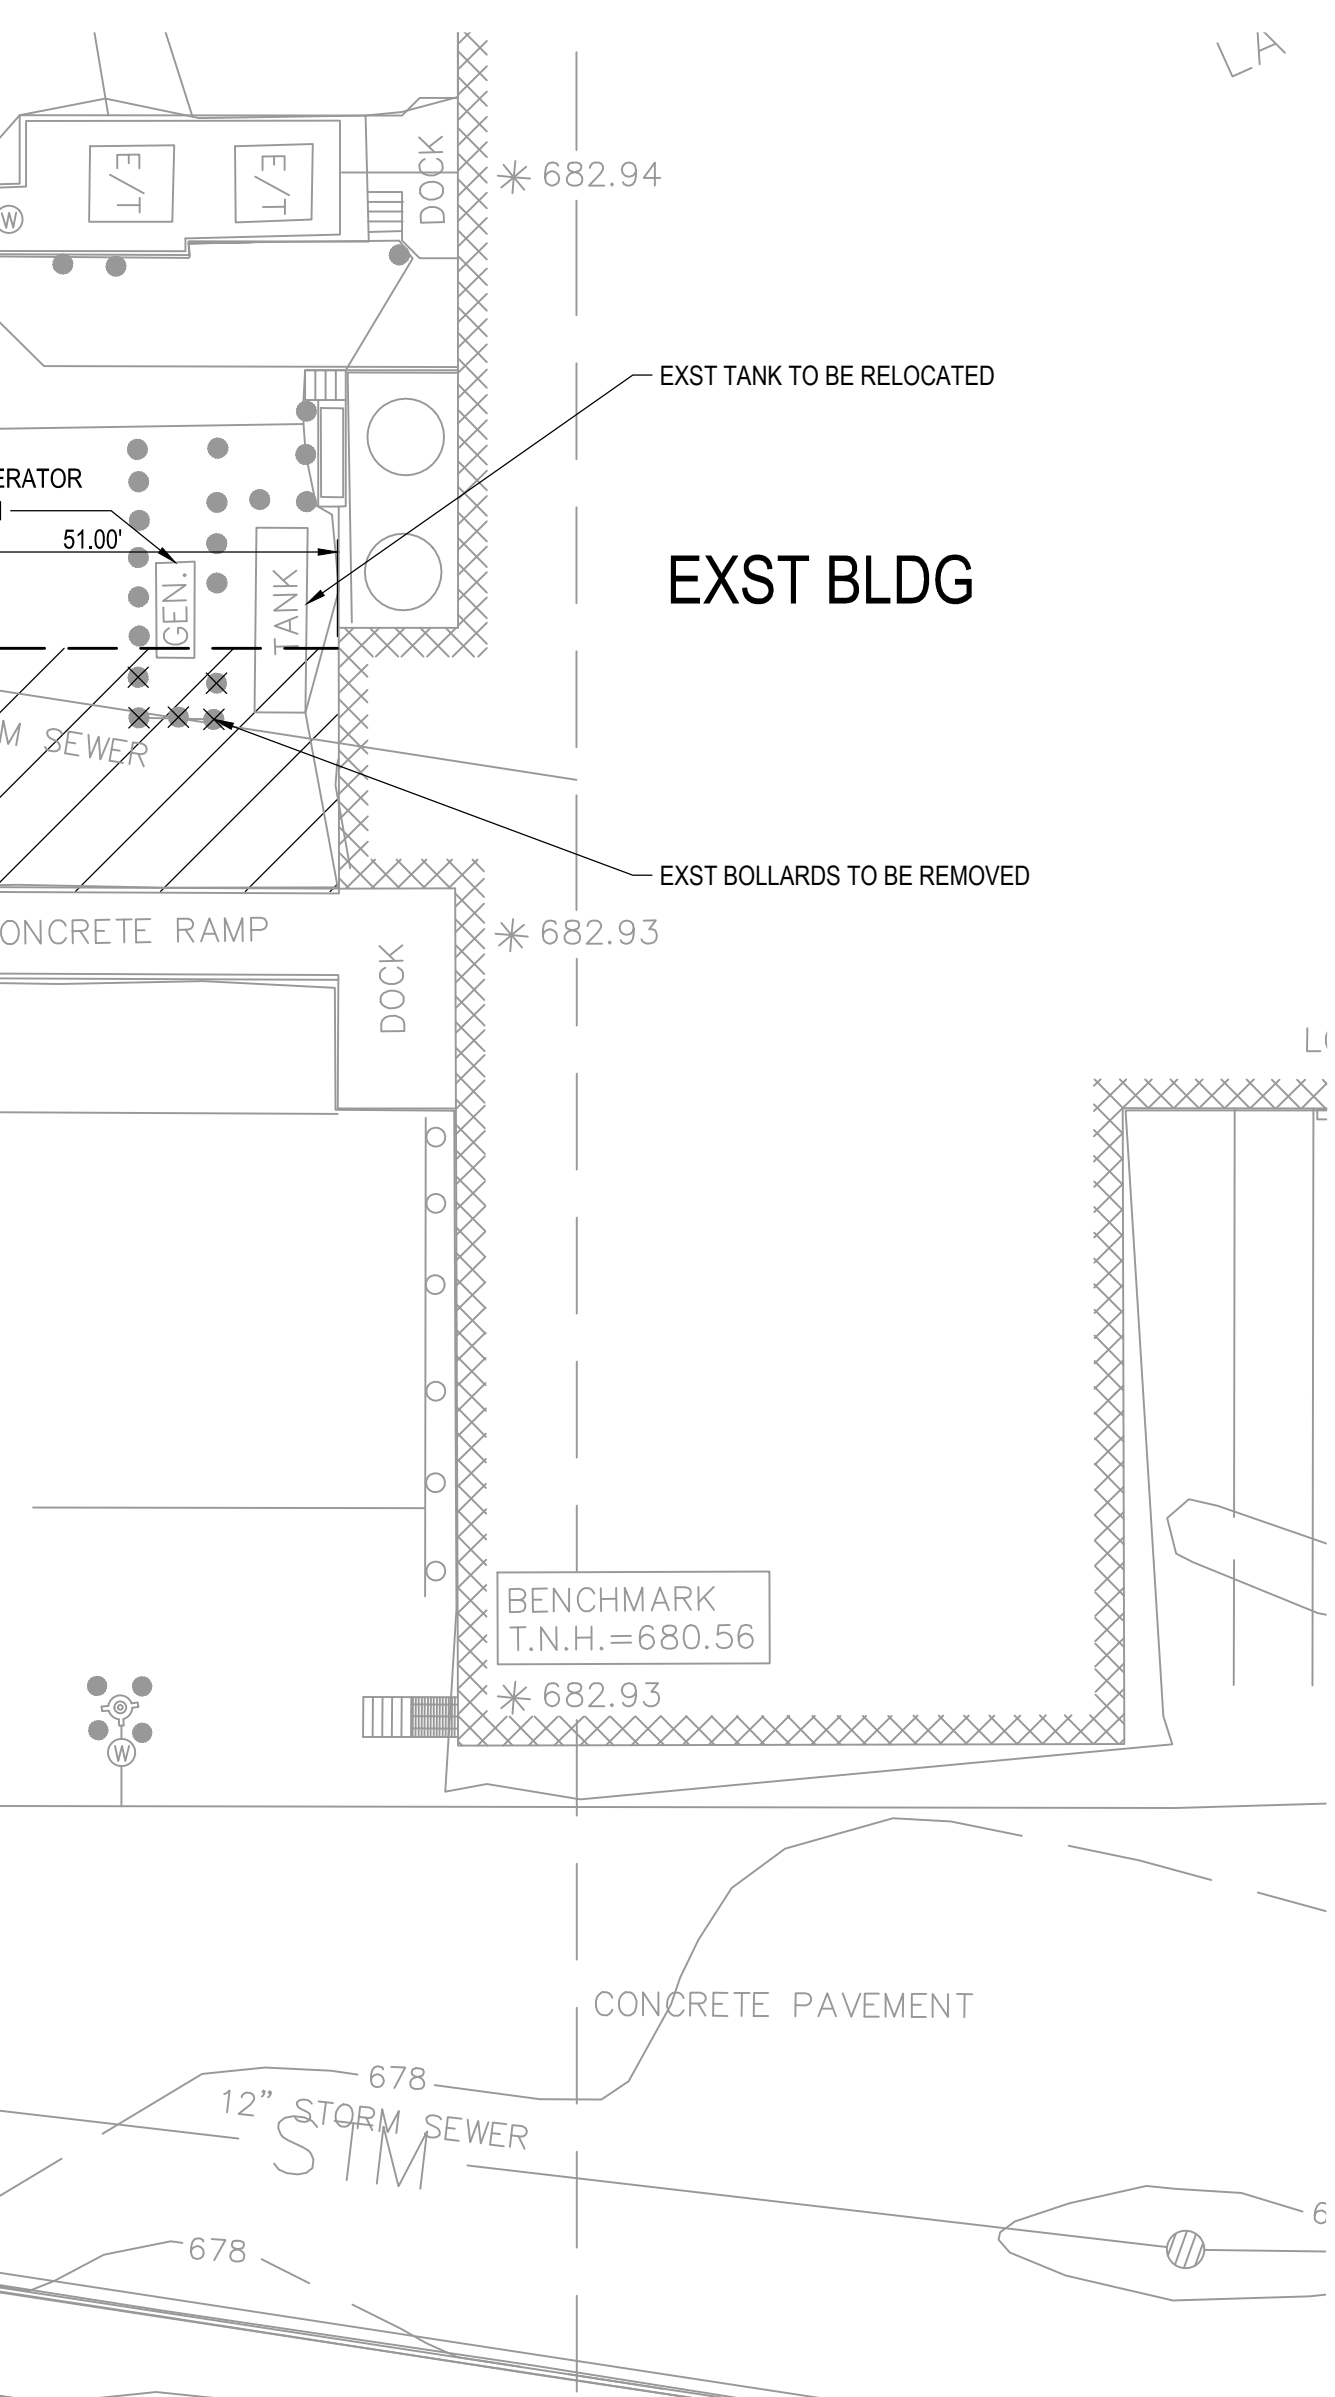 LA
E/T
E/T
DOCK
682.94
W
EXST TANK TO BE RELOCATED
ERATOR
51.00'
GEN.
TANK
EXST BLDG
M SEWER
EXST BOLLARDS TO BE REMOVED
ONCRETE RAMP
682.93
DOCK
BENCHMARK
T.N.H.=680.56
682.93
W
CONCRETE PAVEMENT
678
12" STORM SEWER
STM
678